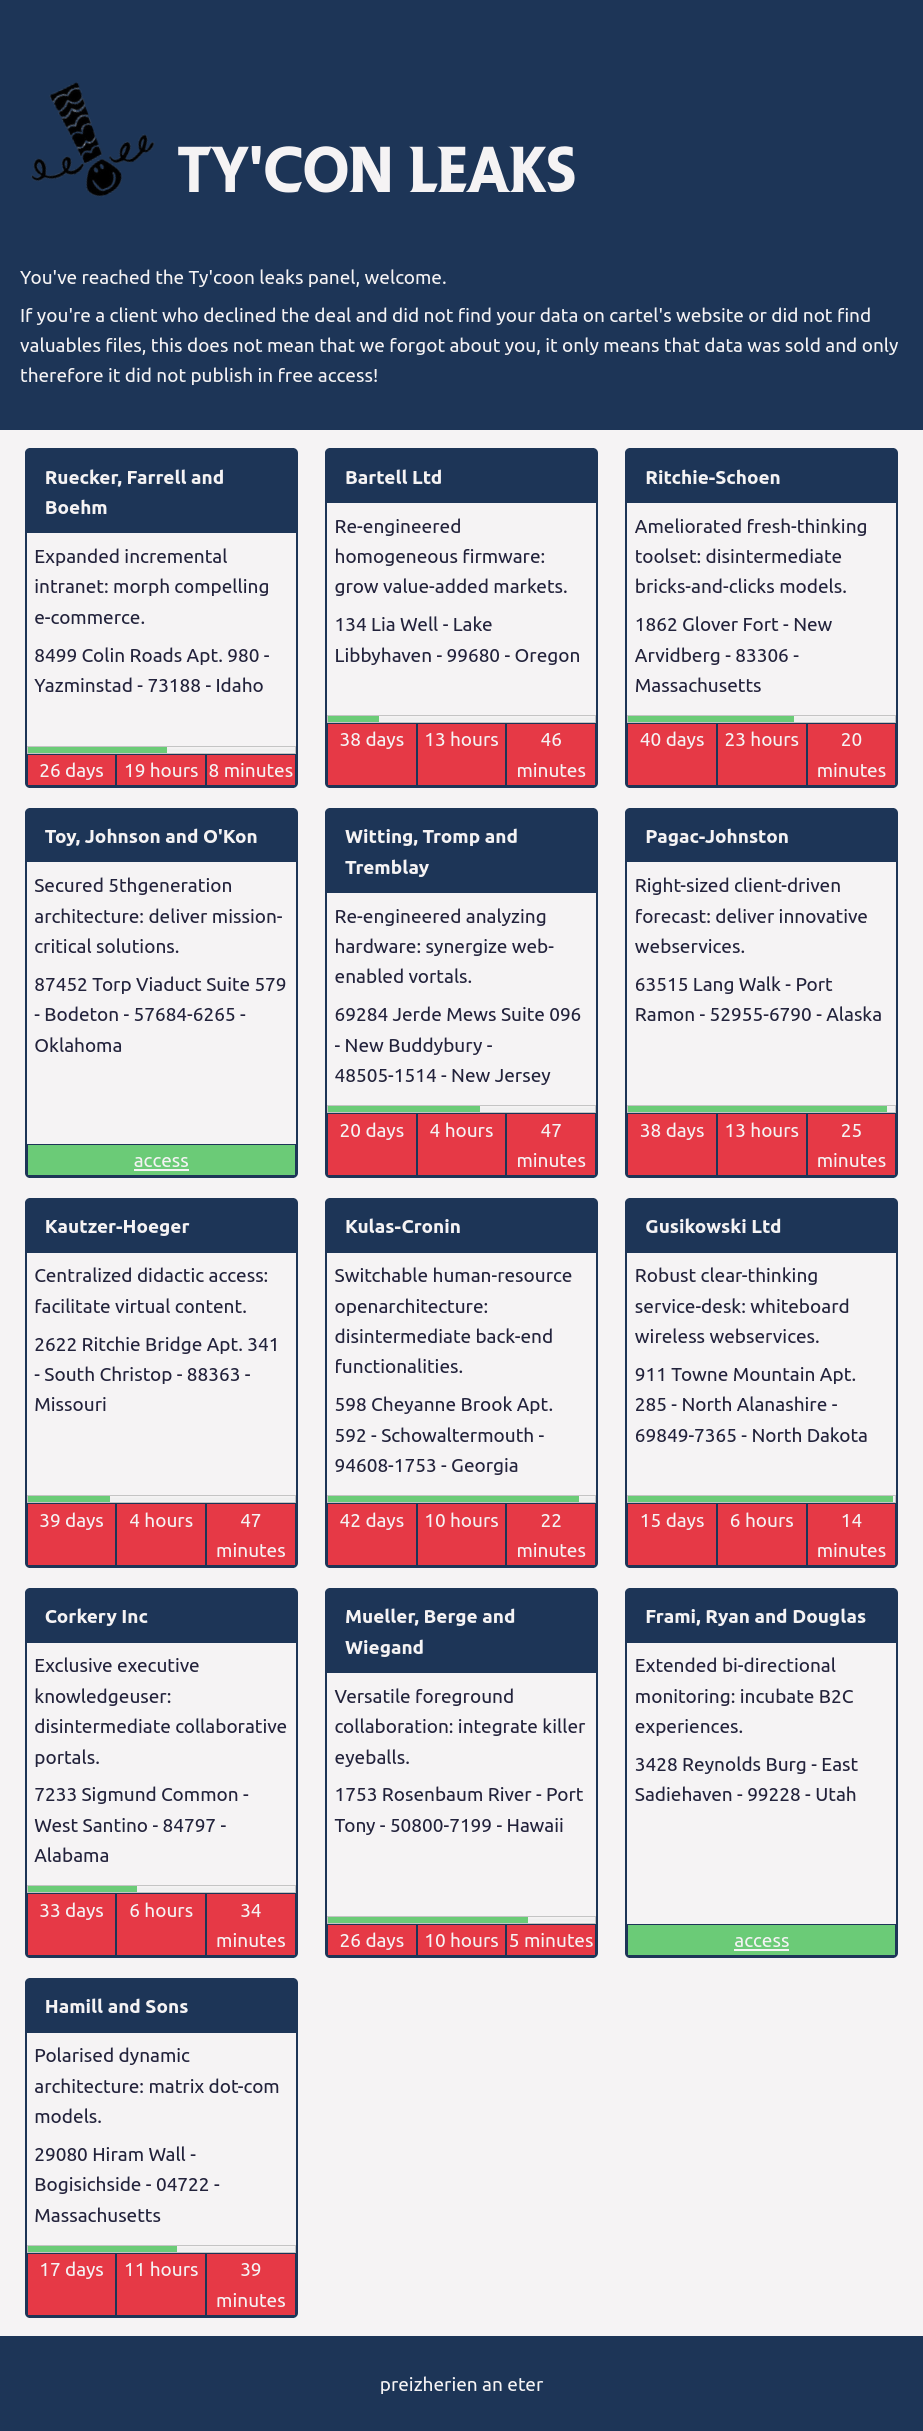 TY'CON LEAKS
You've reached the Ty'coon leaks panel, welcome.
If you're a client who declined the deal and did not find your data on cartel's website or did not find
valuables files, this does not mean that we forgot about you, it only means that data was sold and only
therefore it did not publish in free access!
Ruecker, Farrell and
Boehm
Expanded incremental
intranet: morph compelling
e-commerce.
8499 Colin Roads Apt. 980 -
Yazminstad - 73188 - Idaho
26 days 19 hours 8 minutes
Bartell Ltd
Re-engineered
homogeneous firmware:
grow value-added markets.
134 Lia Well - Lake
Libbyhaven - 99680 - Oregon
38 days 13 hours 46
minutes
Ritchie-Schoen
Ameliorated fresh-thinking
toolset: disintermediate
bricks-and-clicks models.
1862 Glover Fort - New
Arvidberg - 83306 -
Massachusetts
40 days 23 hours 20
minutes
Toy, Johnson and O'Kon
Secured 5thgeneration
architecture: deliver mission-
critical solutions.
87452 Torp Viaduct Suite 579
- Bodeton - 57684-6265 -
Oklahoma
access
Witting, Tromp and
Tremblay
Re-engineered analyzing
hardware: synergize web-
enabled vortals.
69284 Jerde Mews Suite 096
- New Buddybury -
48505-1514 - New Jersey
20 days 4 hours 47
minutes
Pagac-Johnston
Right-sized client-driven
forecast: deliver innovative
webservices.
63515 Lang Walk - Port
Ramon - 52955-6790 - Alaska
38 days 13 hours 25
minutes
Kautzer-Hoeger
Centralized didactic access:
facilitate virtual content.
2622 Ritchie Bridge Apt. 341
- South Christop - 88363 -
Missouri
39 days 4 hours 47
minutes
Kulas-Cronin
Switchable human-resource
openarchitecture:
disintermediate back-end
functionalities.
598 Cheyanne Brook Apt.
592 - Schowaltermouth -
94608-1753 - Georgia
42 days 10 hours 22
minutes
Gusikowski Ltd
Robust clear-thinking
service-desk: whiteboard
wireless webservices.
911 Towne Mountain Apt.
285 - North Alanashire -
69849-7365 - North Dakota
15 days 6 hours 14
minutes
Corkery Inc
Exclusive executive
knowledgeuser:
disintermediate collaborative
portals.
7233 Sigmund Common -
West Santino - 84797 -
Alabama
33 days 6 hours 34
minutes
Mueller, Berge and
Wiegand
Versatile foreground
collaboration: integrate killer
eyeballs.
1753 Rosenbaum River - Port
Tony - 50800-7199 - Hawaii
26 days 10 hours 5 minutes
Frami, Ryan and Douglas
Extended bi-directional
monitoring: incubate B2C
experiences.
3428 Reynolds Burg - East
Sadiehaven - 99228 - Utah
access
Hamill and Sons
Polarised dynamic
architecture: matrix dot-com
models.
29080 Hiram Wall -
Bogisichside - 04722 -
Massachusetts
17 days 11 hours 39
minutes
preizherien an eter